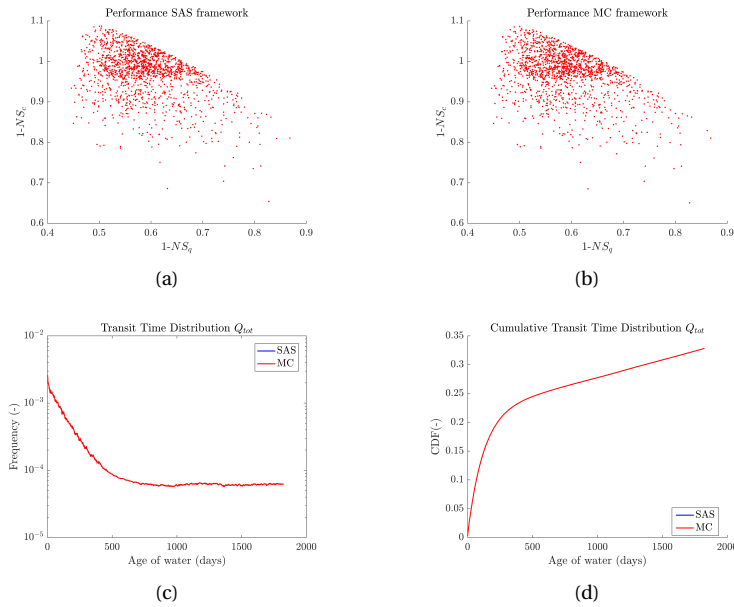 Performance SAS framework
1.1
1
0.9
0.8
0.7
0.6
1-NS_c
0.4 0.5 0.6 0.7 0.8 0.9
1-NS_q
(a)
Performance MC framework
1.1
1
0.9
0.8
0.7
0.6
1-NS_c
0.4 0.5 0.6 0.7 0.8 0.9
1-NS_q
(b)
Transit Time Distribution Q_tot
10^-2
10^-3
10^-4
10^-5
Frequency (-)
SAS
MC
0 500 1000 1500 2000
Age of water (days)
(c)
Cumulative Transit Time Distribution Q_tot
0.35
0.3
0.25
0.2
0.15
0.1
0.05
0
CDF(-)
SAS
MC
0 500 1000 1500 2000
Age of water (days)
(d)